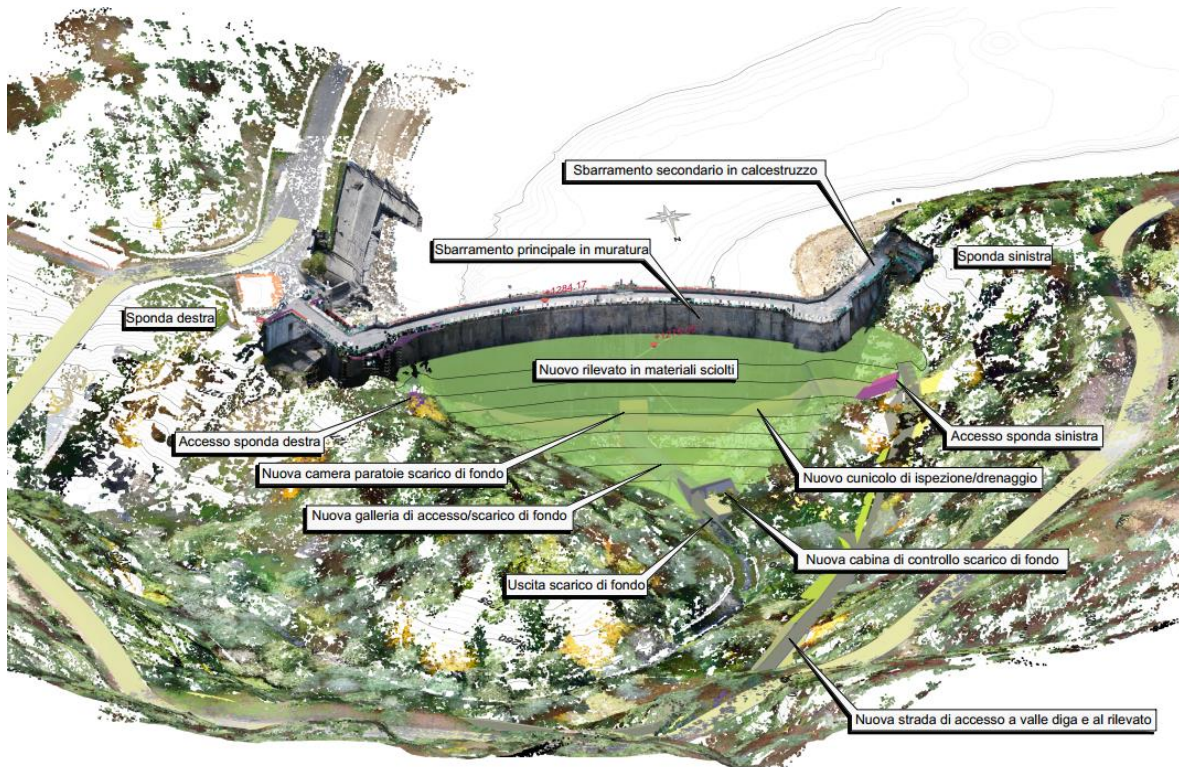 Sbarramento secondario in calcestruzzo
Sbarramento principale in muratura
N
Sponda sinistra
1284.17
Sponda destra
Nuovo rilevato in materiali sciolti
Accesso sponda destra
Accesso sponda sinistra
Nuova camera paratoie scarico di fondo
Nuovo cunicolo di ispezione/drenaggio
Nuova galleria di accesso/scarico di fondo
Nuova cabina di controllo scarico di fondo
Uscita scarico di fondo
Nuova strada di accesso a valle diga e al rilevato